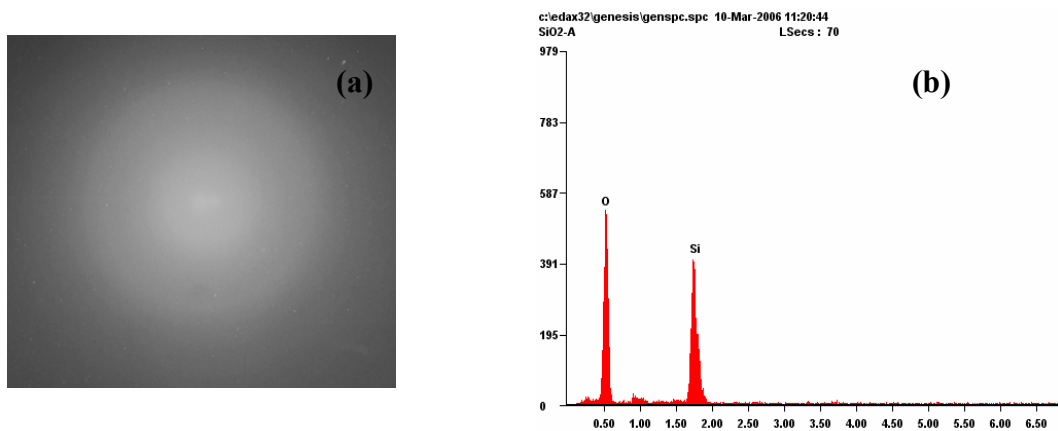 c:\edax32\genesis\genspc.spc 10-Mar-2006 11:20:44
SiO2-A LSecs : 70
(a)
(b)
979
783
587
391
195
0
O
Si
0.50 1.00 1.50 2.00 2.50 3.00 3.50 4.00 4.50 5.00 5.50 6.00 6.50